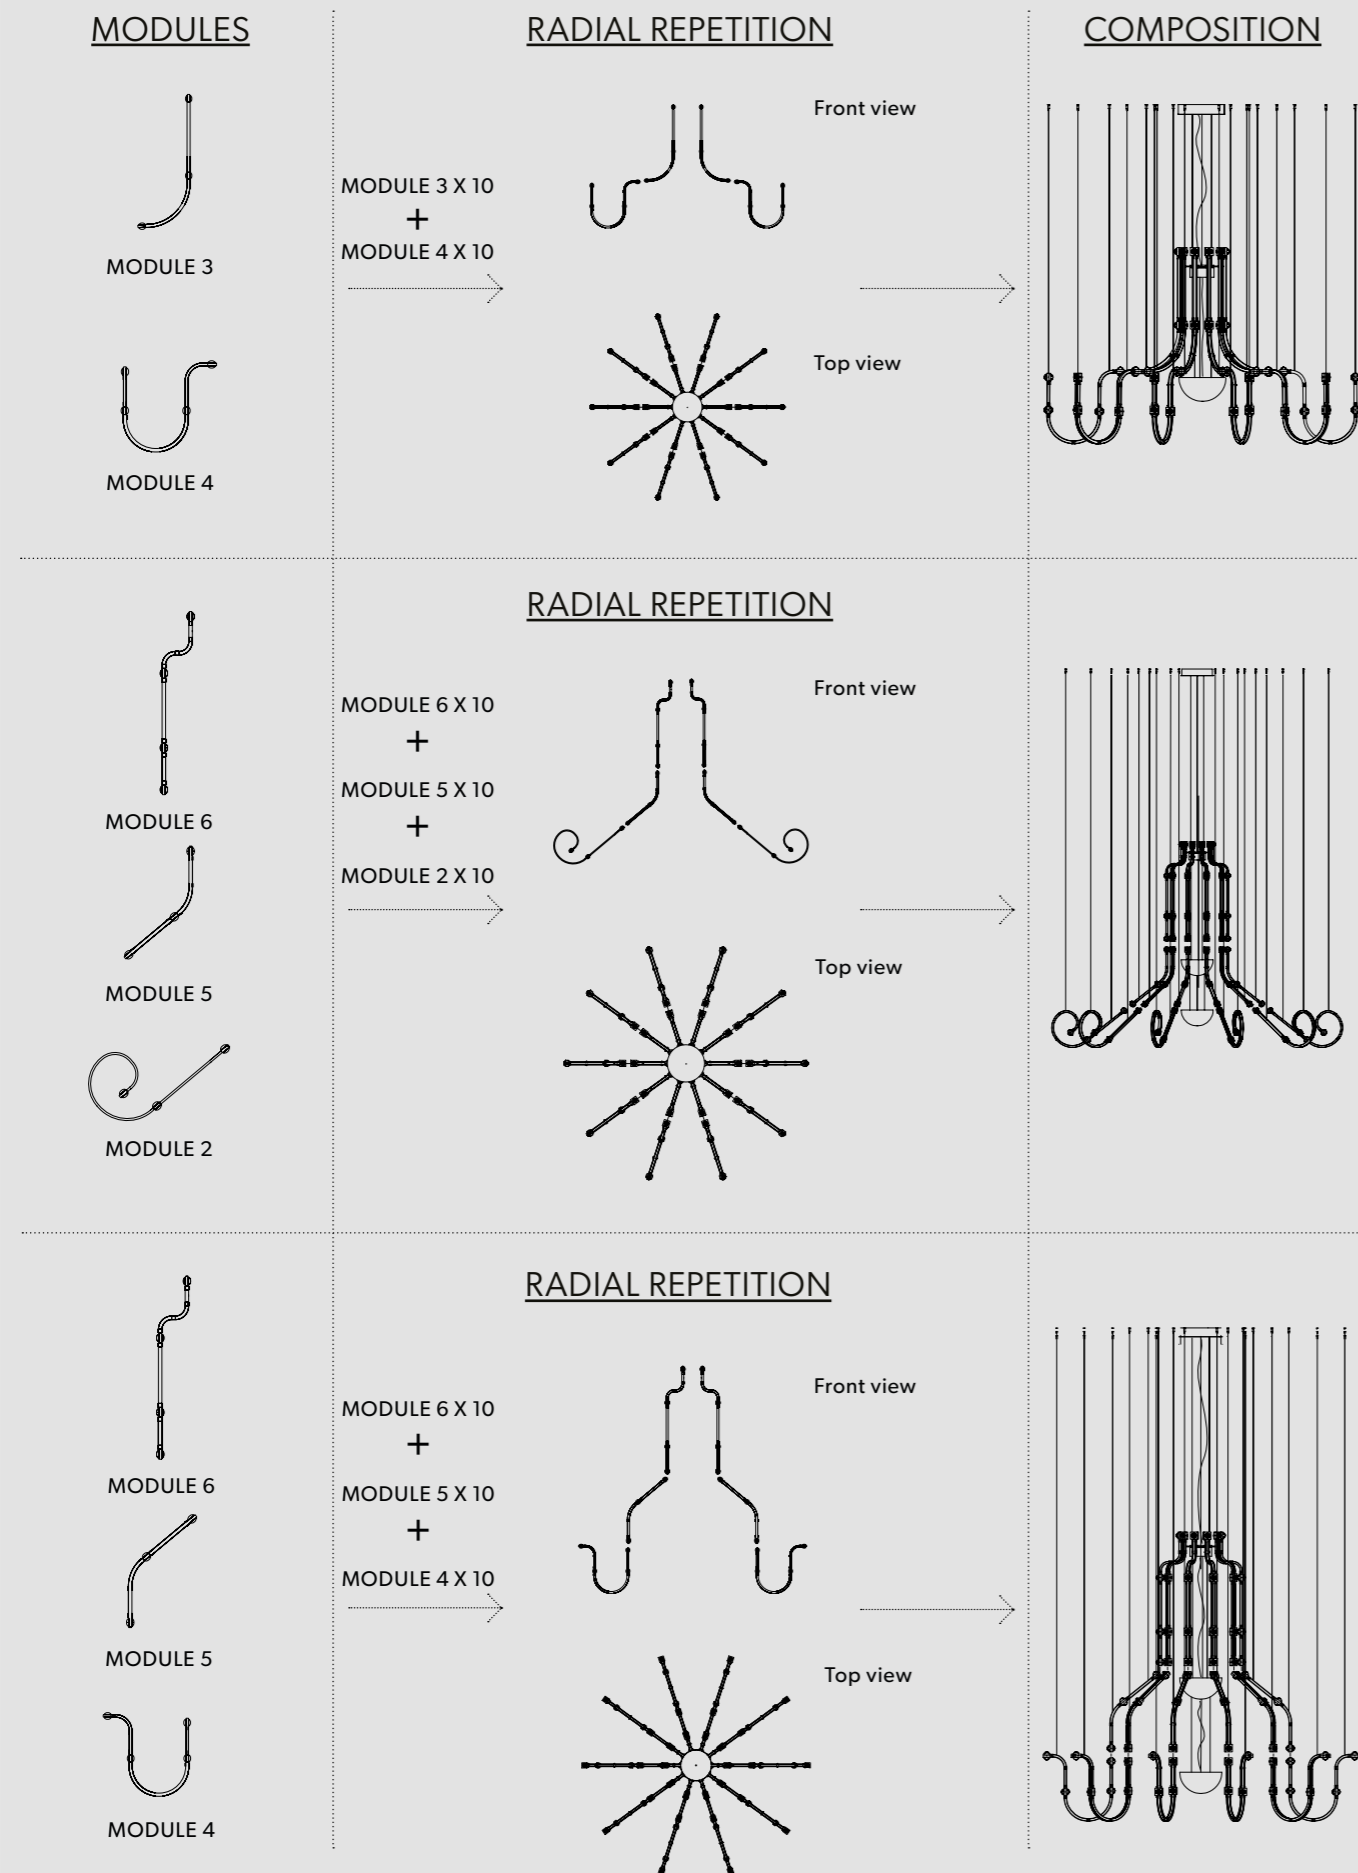 MODULES
RADIAL REPETITION
COMPOSITION
MODULE 3
MODULE 4
MODULE 3 X 10
+
MODULE 4 X 10
Front view
Top view
RADIAL REPETITION
MODULE 6
MODULE 5
MODULE 2
MODULE 6 X 10
+
MODULE 5 X 10
+
MODULE 2 X 10
Front view
Top view
RADIAL REPETITION
MODULE 6
MODULE 5
MODULE 4
MODULE 6 X 10
+
MODULE 5 X 10
+
MODULE 4 X 10
Front view
Top view